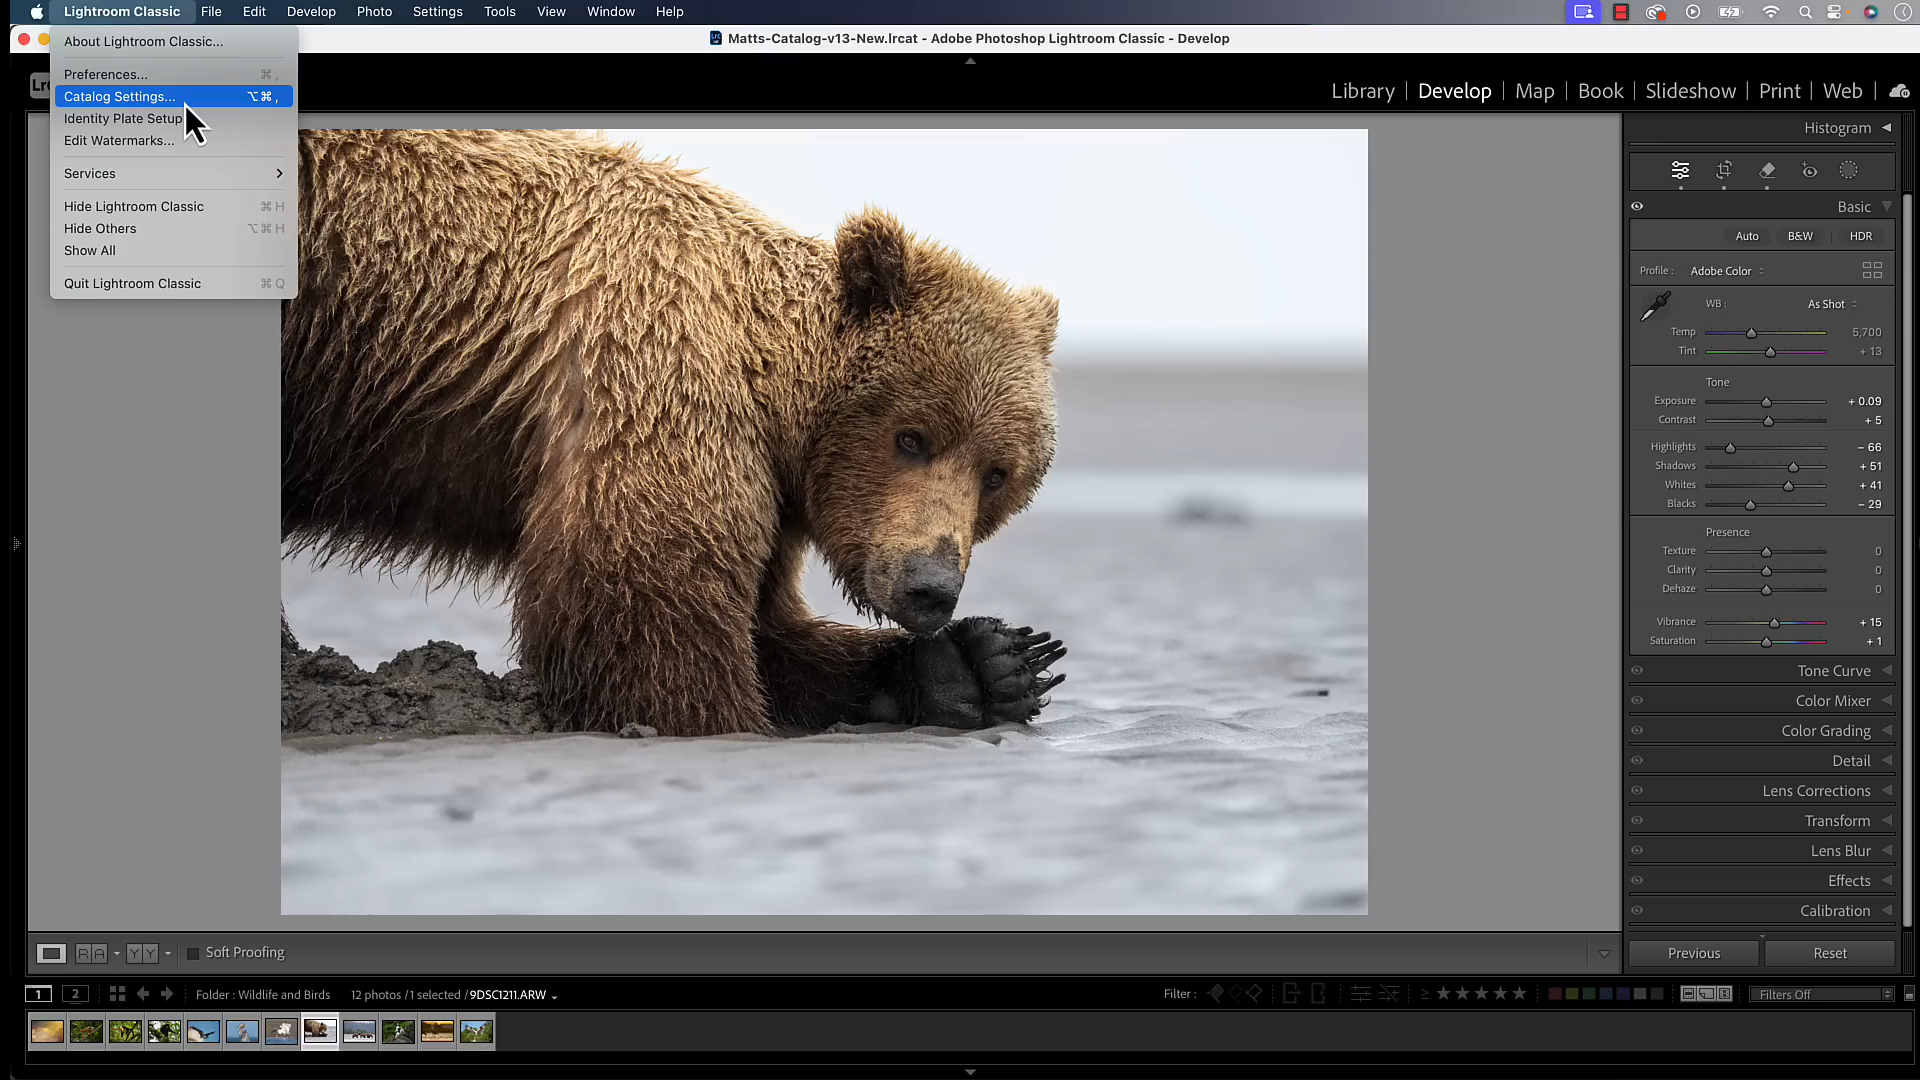 Lightroom Classic File Edit Develop Photo Settings Tools View Window Help
Matts-Catalog-v13-New.lrcat - Adobe Photoshop Lightroom Classic - Develop
About Lightroom Classic...
Preferences... ⌘ ,
Catalog Settings... ⌥⌘ ,
Identity Plate Setup
Edit Watermarks...
Services
Hide Lightroom Classic ⌘ H
Hide Others ⌥⌘ H
Show All
Quit Lightroom Classic ⌘ Q
Library | Develop | Map | Book | Slideshow | Print | Web
Histogram
Basic
Auto B&W HDR
Profile : Adobe Color
WB : As Shot
Temp 5,700
Tint + 13
Tone
Exposure + 0.09
Contrast + 5
Highlights – 66
Shadows + 51
Whites + 41
Blacks – 29
Presence
Texture 0
Clarity 0
Dehaze 0
Vibrance + 15
Saturation + 1
Tone Curve
Color Mixer
Color Grading
Detail
Lens Corrections
Transform
Lens Blur
Effects
Calibration
RA YY Soft Proofing
Previous Reset
1 2 Folder : Wildlife and Birds 12 photos / 1 selected / 9DSC1211.ARW Filter : ≥ ★★★★★ Filters Off